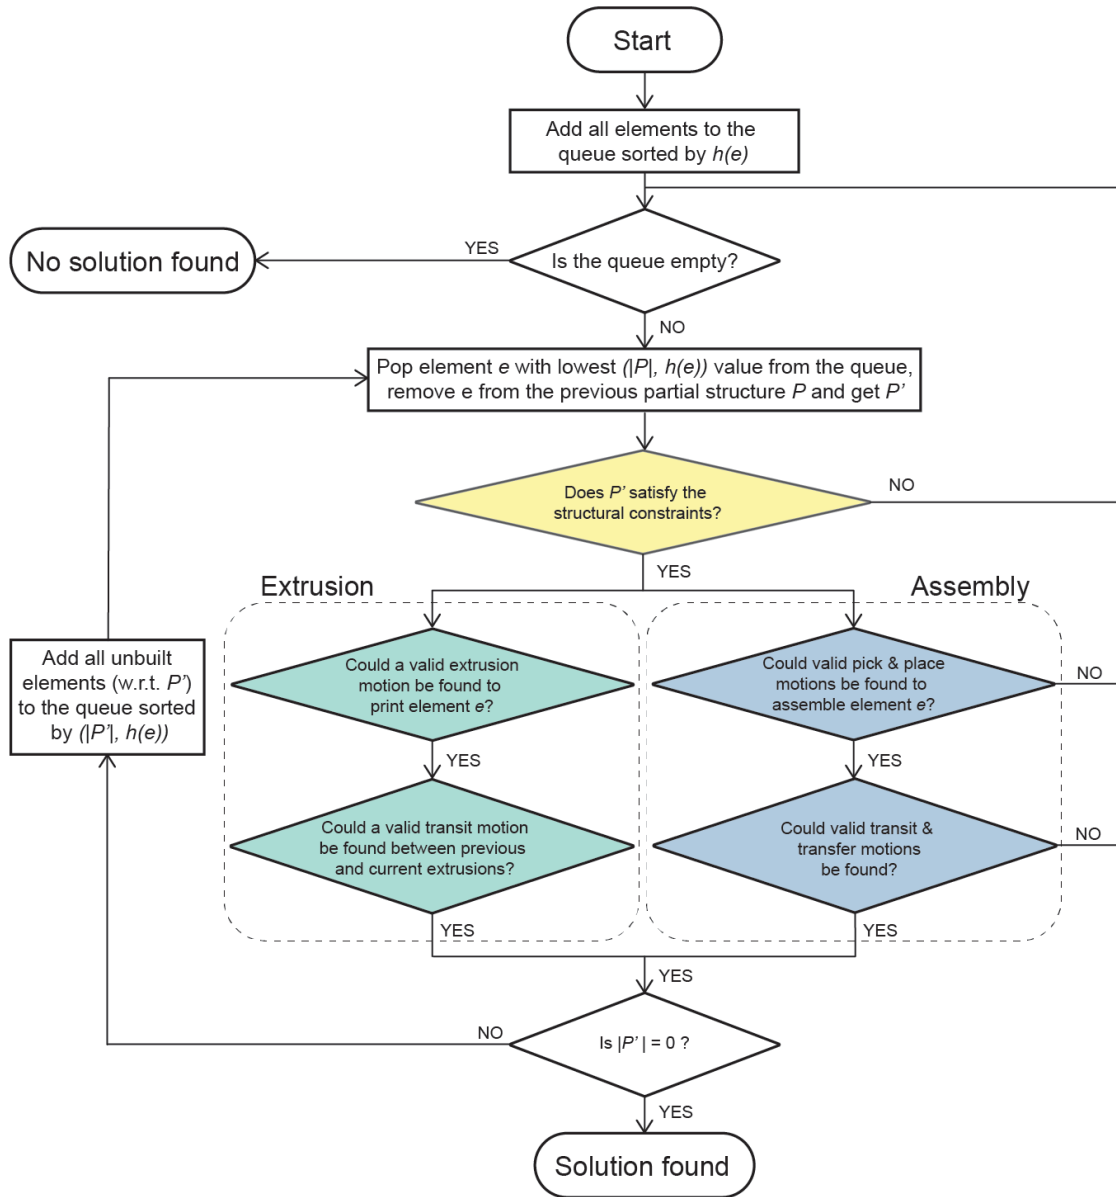 Start
Add all elements to the
queue sorted by h(e)
YES
No solution found
Is the queue empty?
NO
Pop element e with lowest (|P|, h(e)) value from the queue,
remove e from the previous partial structure P and get P’
Does P’ satisfy the
structural constraints?
NO
YES
Extrusion
Assembly
Add all unbuilt
elements (w.r.t. P’)
to the queue sorted
by (|P’|, h(e))
Could a valid extrusion
motion be found to
print element e?
Could valid pick & place
motions be found to
assemble element e?
NO
YES
YES
Could a valid transit motion
be found between previous
and current extrusions?
Could valid transit &
transfer motions
be found?
NO
YES
YES
YES
NO
Is |P’| = 0 ?
YES
Solution found